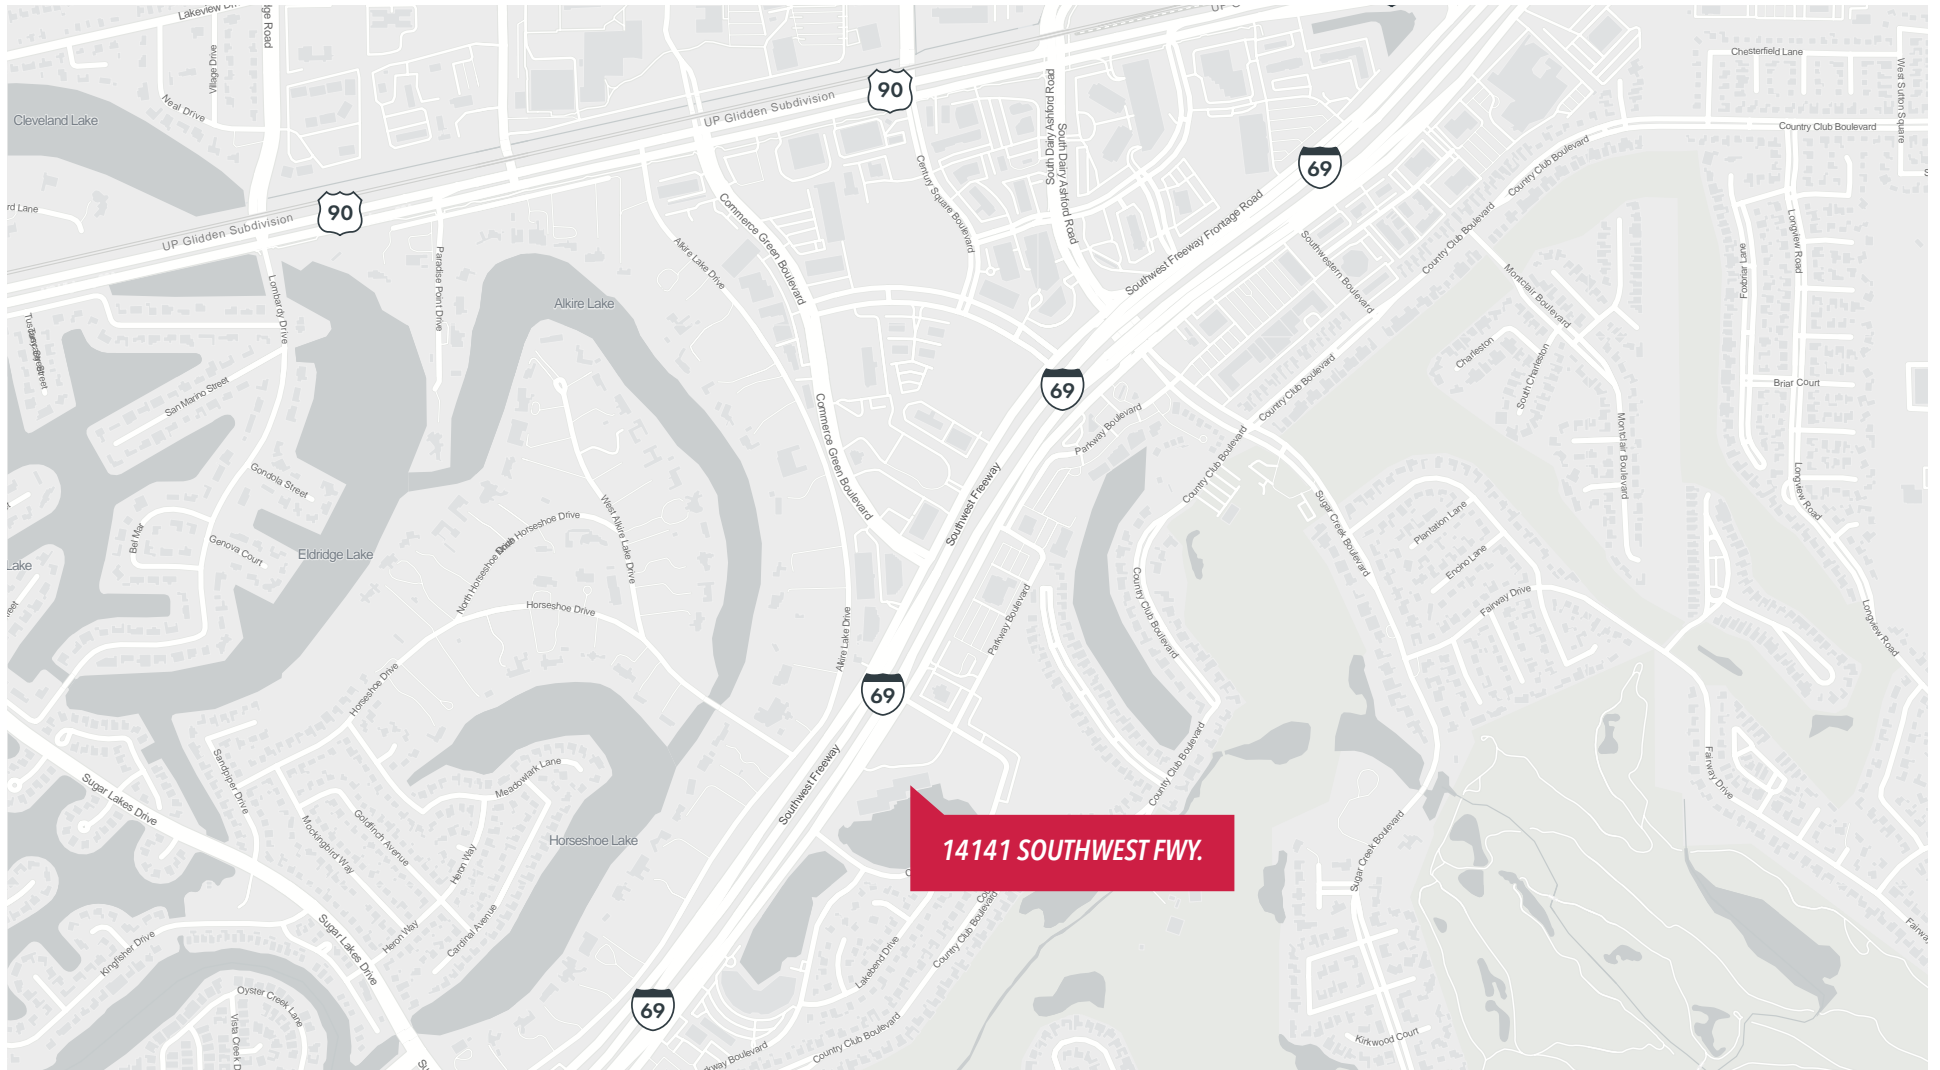 Lakeview
Village Drive
Neal Drive
Cleveland Lake
rd Lane
UP Glidden Subdivision
90
UP Glidden Subdivision
90
South Dairy Ashford Road
South Dairy Ashford Road
Century Square Boulevard
Commerce Green Boulevard
Alkire Lake Drive
Paradise Point Drive
Lombardy Drive
Alkire Lake
69
Southwest Freeway Frontage Road
Southwestern Boulevard
Country Club Boulevard
Country Club Boulevard
Country Club Boulevard
Chesterfield Lane
West Sutton Square
Longview Road
Foxbriar Lane
Montclair Boulevard
Charleston
South Charleston
Briar Court
Montclair Boulevard
Longview Road
San Marino Street
Commerce Green Boulevard
69
Parkway Boulevard
Country Club Boulevard
Country Club Boulevard
Southwest Freeway
Gondola Street
Bel Mar
Genova Court
Eldridge Lake
Lake
North Horseshoe Drive
North Horseshoe Drive
West Alkire Lake Drive
Horseshoe Drive
Horseshoe Drive
Alkire Lake Drive
Parkway Boulevard
Country Club Boulevard
Sugar Creek Boulevard
Plantation Lane
Encino Lane
Fairway Drive
Longview Road
69
Southwest Freeway
Country Club Boulevard
Fairway Drive
Sandpiper Drive
Sugar Lakes Drive
Meadowlark Lane
Goldfinch Avenue
Mockingbird Way
Heron Way
Horseshoe Lake
14141 SOUTHWEST FWY.
Sugar Creek Boulevard
Heron Way
Cardinal Avenue
Sugar Lakes Drive
Kingfisher Drive
Oyster Creek Lane
Vista Creek D
Lakebend Drive
Country Club Boulevard
Country Club Boulevard
69
Kirkwood Court